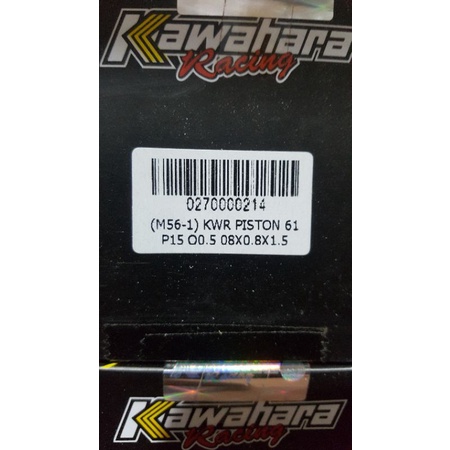 Kawahara
Racing
0270000214
(M56-1) KWR PISTON 61
P15 O0.5 08X0.8X1.5
Kawahara
Racing